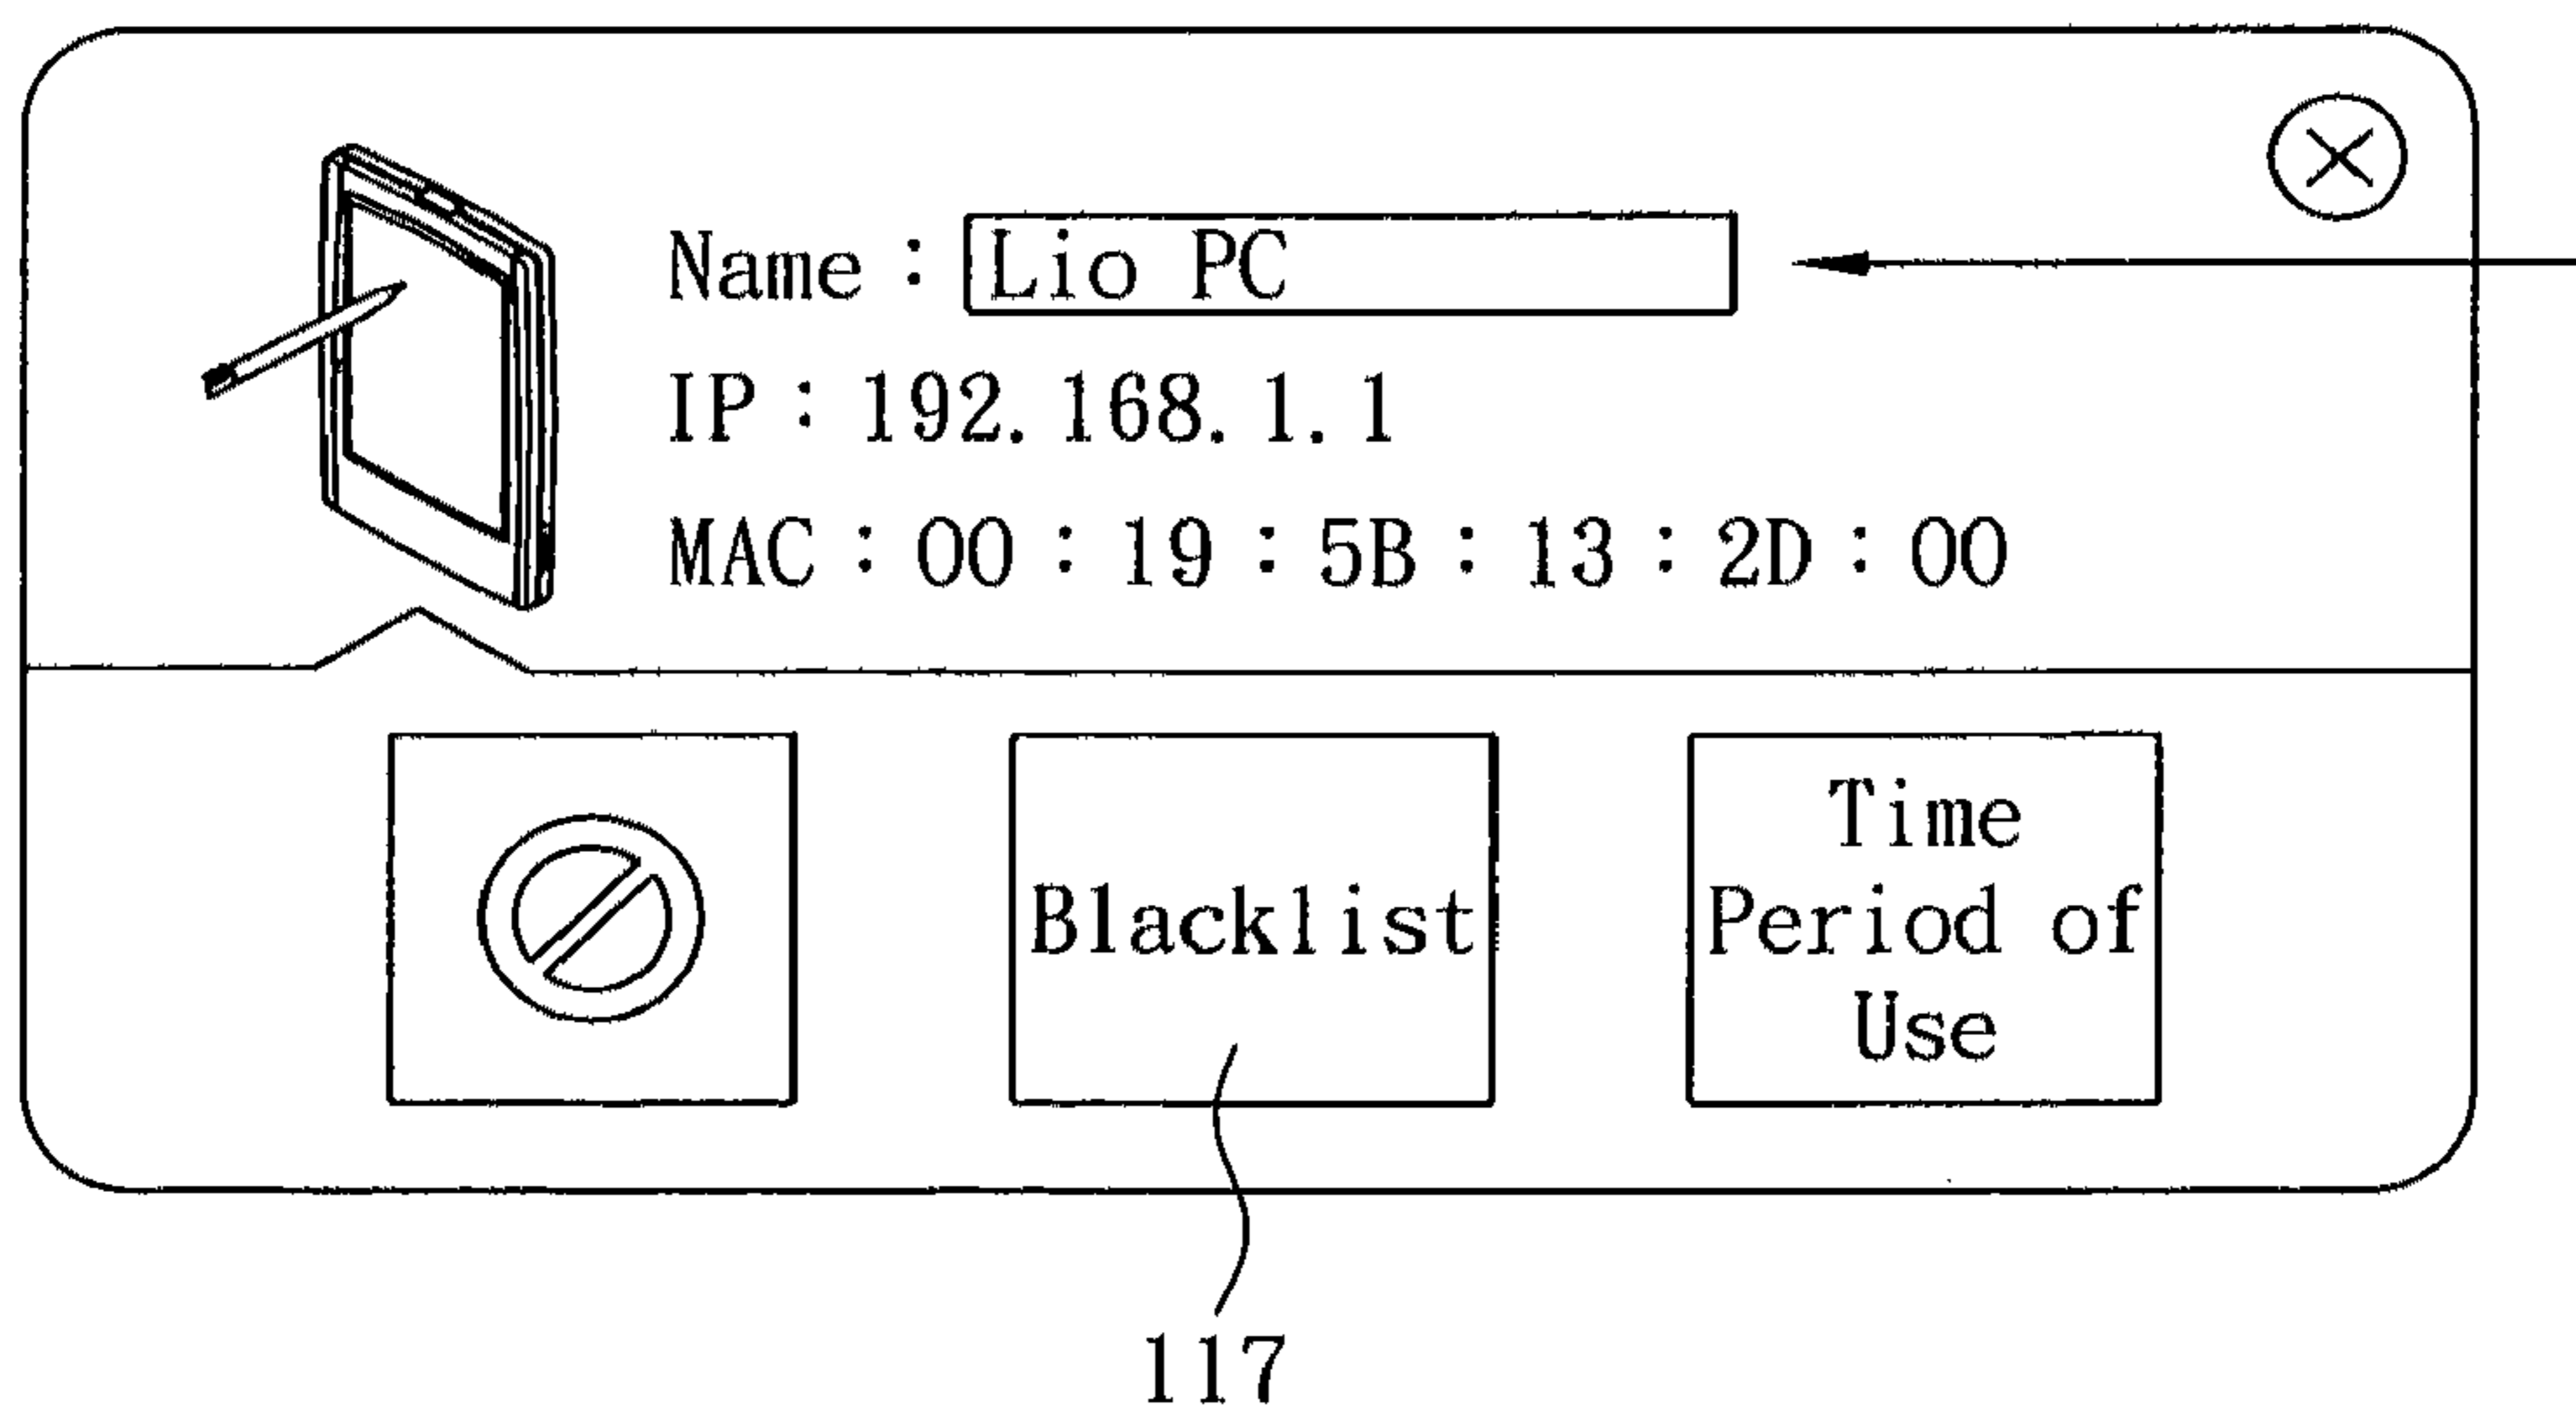 Name：Lio PC
IP：192.168.1.1
MAC：00：19：5B：13：2D：00
Blacklist
Time
Period of
Use
117